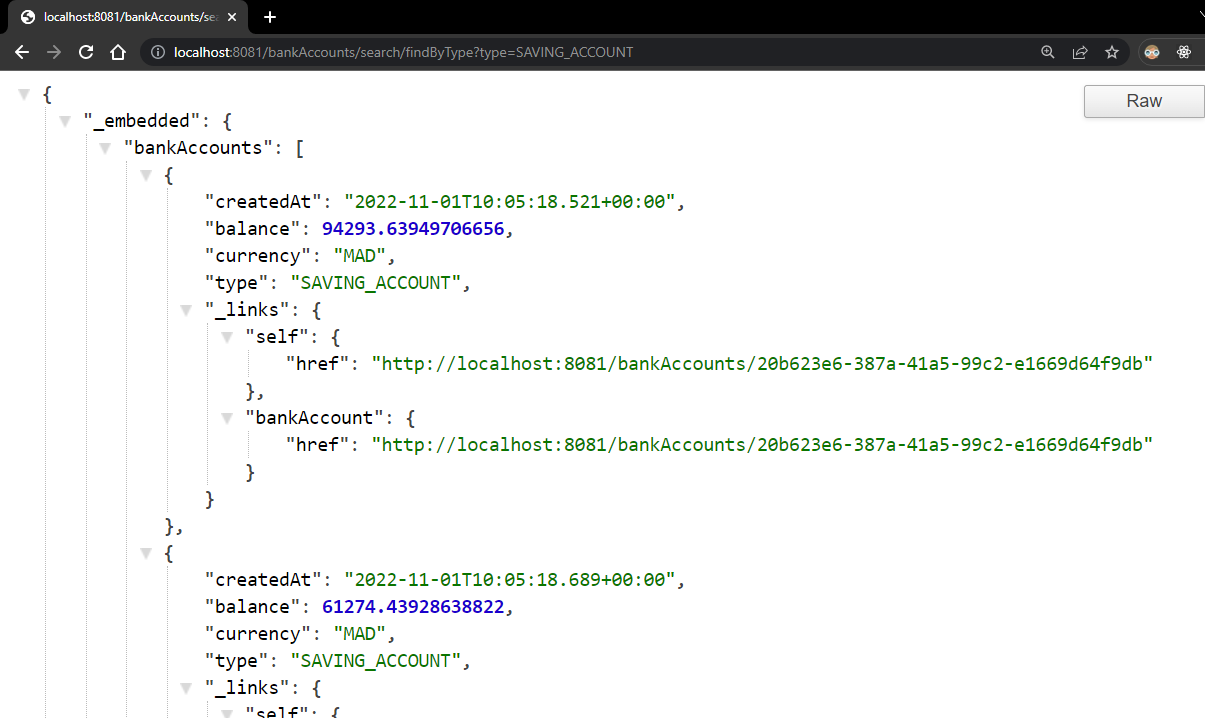 localhost:8081/bankAccounts/sea
localhost:8081/bankAccounts/search/findByType?type=SAVING_ACCOUNT
Raw
{
"_embedded": {
"bankAccounts": [
{
"createdAt": "2022-11-01T10:05:18.521+00:00",
"balance": 94293.63949706656,
"currency": "MAD",
"type": "SAVING_ACCOUNT",
"_links": {
"self": {
"href": "http://localhost:8081/bankAccounts/20b623e6-387a-41a5-99c2-e1669d64f9db"
},
"bankAccount": {
"href": "http://localhost:8081/bankAccounts/20b623e6-387a-41a5-99c2-e1669d64f9db"
}
}
},
{
"createdAt": "2022-11-01T10:05:18.689+00:00",
"balance": 61274.43928638822,
"currency": "MAD",
"type": "SAVING_ACCOUNT",
"_links": {
"self": {